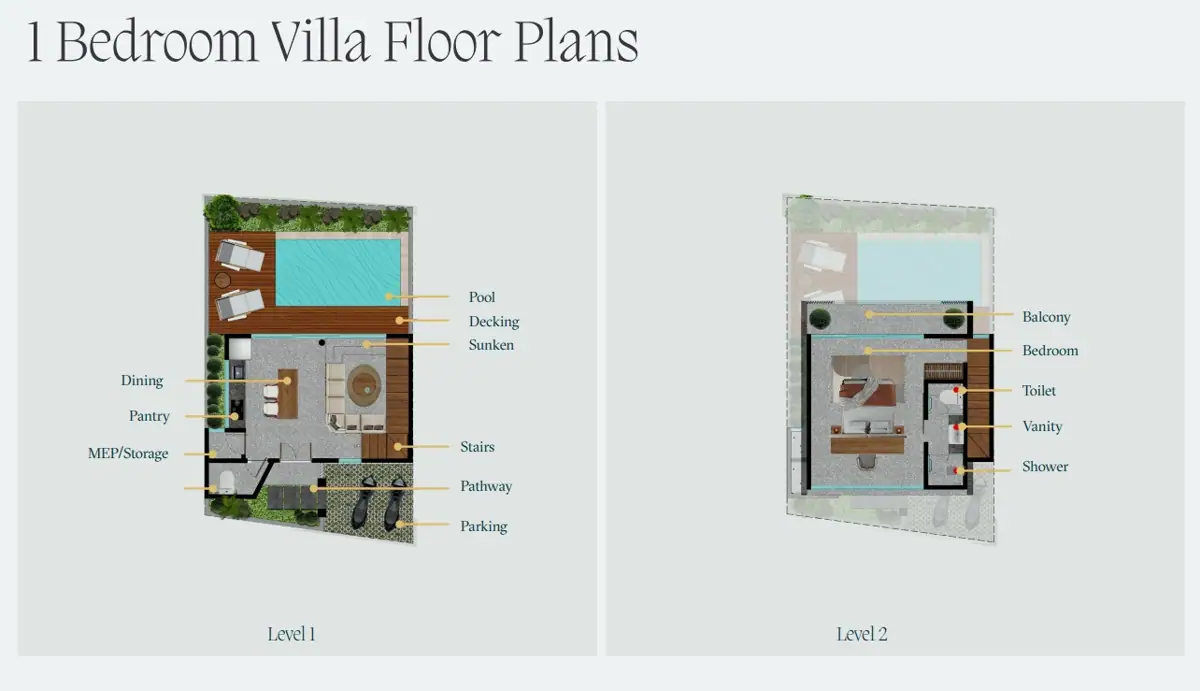 1 Bedroom Villa Floor Plans
Pool
Decking
Sunken
Dining
Pantry
MEP/Storage
Stairs
Pathway
Parking
Level 1
Balcony
Bedroom
Toilet
Vanity
Shower
Level 2